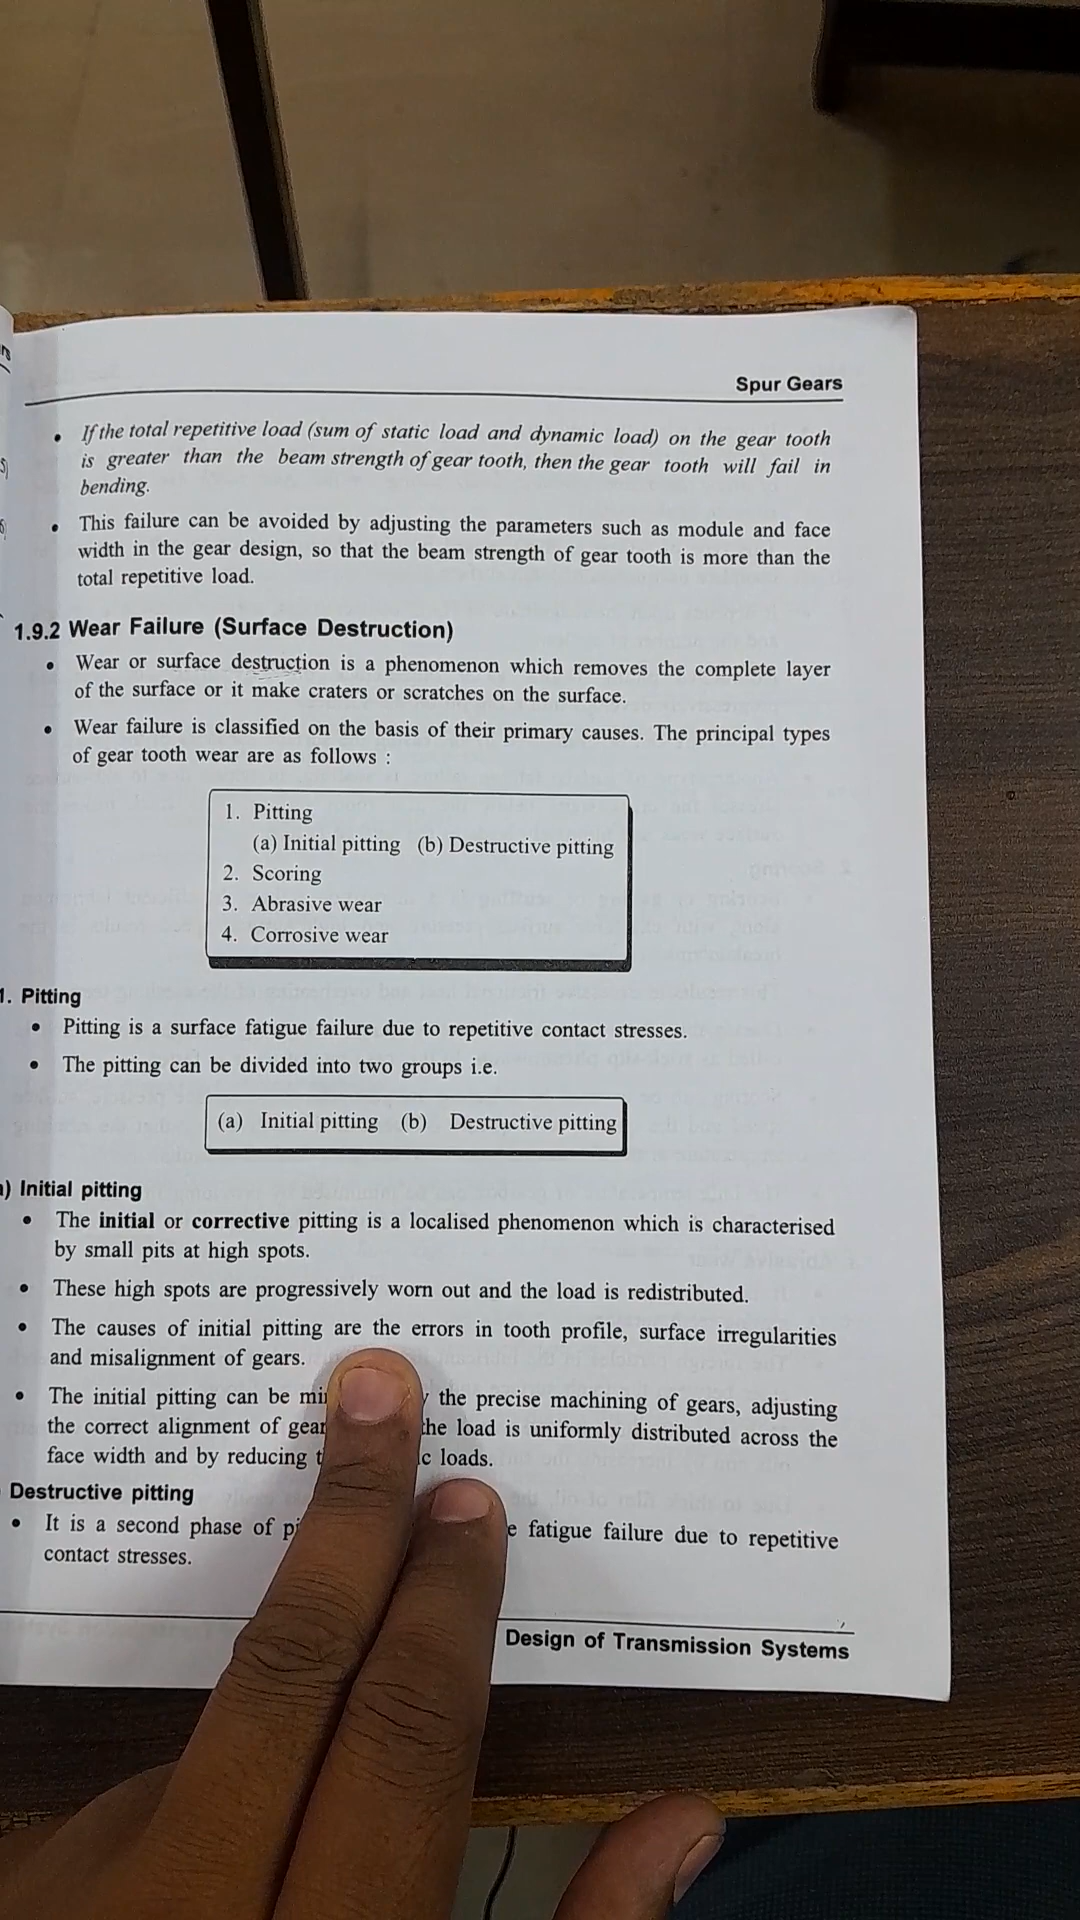 Spur Gears
• If the total repetitive load (sum of static load and dynamic load) on the gear tooth
is greater than the beam strength of gear tooth, then the gear tooth will fail in
bending.
• This failure can be avoided by adjusting the parameters such as module and face
width in the gear design, so that the beam strength of gear tooth is more than the
total repetitive load.
1.9.2 Wear Failure (Surface Destruction)
• Wear or surface destruction is a phenomenon which removes the complete layer
of the surface or it make craters or scratches on the surface.
• Wear failure is classified on the basis of their primary causes. The principal types
of gear tooth wear are as follows :
1. Pitting
(a) Initial pitting (b) Destructive pitting
2. Scoring
3. Abrasive wear
4. Corrosive wear
1. Pitting
• Pitting is a surface fatigue failure due to repetitive contact stresses.
• The pitting can be divided into two groups i.e.
(a) Initial pitting (b) Destructive pitting
) Initial pitting
• The initial or corrective pitting is a localised phenomenon which is characterised
by small pits at high spots.
• These high spots are progressively worn out and the load is redistributed.
• The causes of initial pitting are the errors in tooth profile, surface irregularities
and misalignment of gears.
• The initial pitting can be the precise machining of gears, adjusting
the correct alignment of the load is uniformly distributed across the
face width and by reducing loads.
Destructive pitting
• It is a second phase of fatigue failure due to repetitive
contact stresses.
Design of Transmission Systems